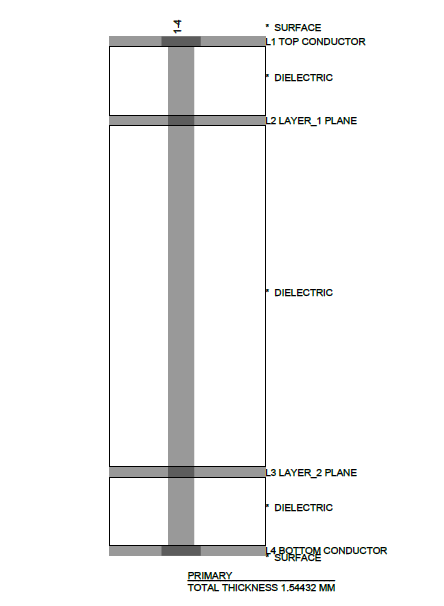 1-4
* SURFACE
L1 TOP CONDUCTOR
* DIELECTRIC
L2 LAYER_1 PLANE
* DIELECTRIC
L3 LAYER_2 PLANE
* DIELECTRIC
L4 BOTTOM CONDUCTOR
* SURFACE
PRIMARY
TOTAL THICKNESS 1.54432 MM